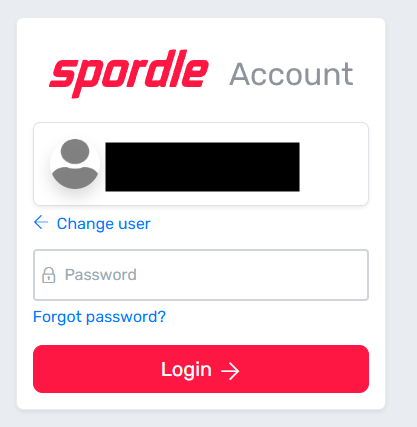 spordle Account
Change user
Password
Forgot password?
Login